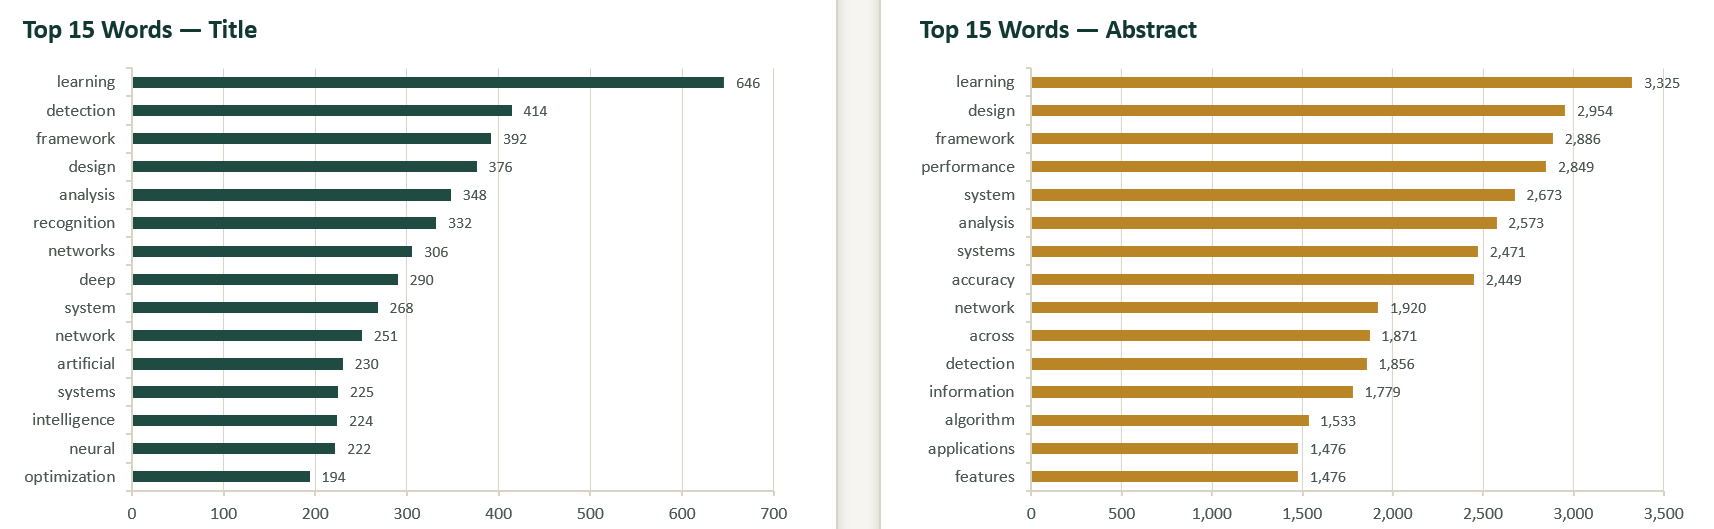 Top 15 Words — Title
learning 646
detection 414
framework 392
design 376
analysis 348
recognition 332
networks 306
deep 290
system 268
network 251
artificial 230
systems 225
intelligence 224
neural 222
optimization 194
0 100 200 300 400 500 600 700
Top 15 Words — Abstract
learning 3,325
design 2,954
framework 2,886
performance 2,849
system 2,673
analysis 2,573
systems 2,471
accuracy 2,449
network 1,920
across 1,871
detection 1,856
information 1,779
algorithm 1,533
applications 1,476
features 1,476
0 500 1,000 1,500 2,000 2,500 3,000 3,500